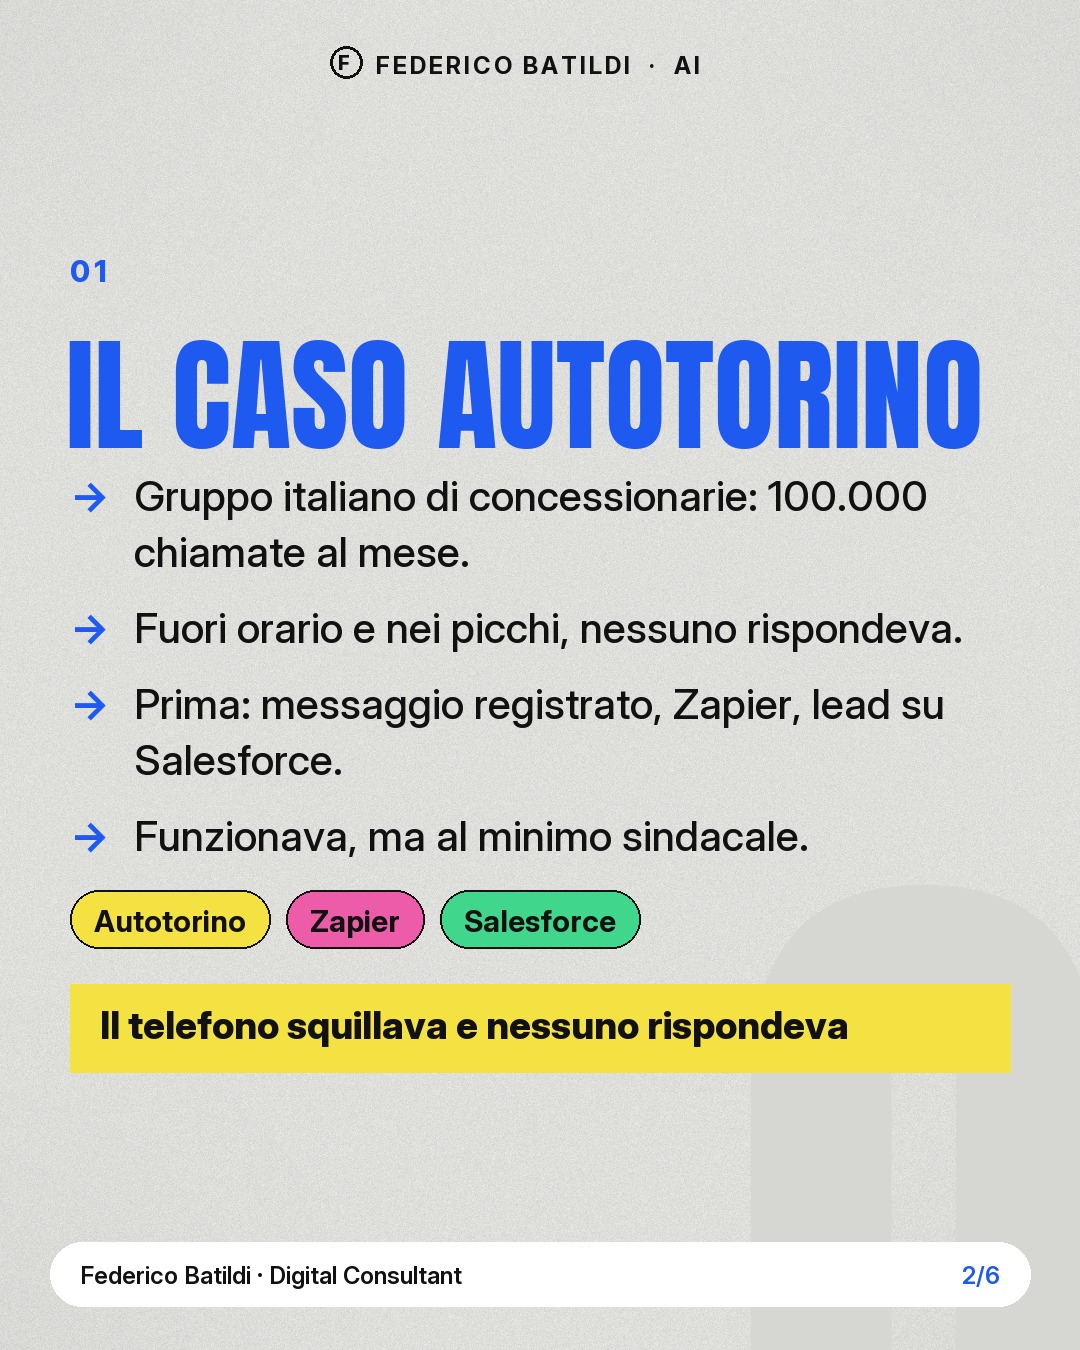 F FEDERICO BATILDI · AI
01
IL CASO AUTOTORINO
→ Gruppo italiano di concessionarie: 100.000
chiamate al mese.
→ Fuori orario e nei picchi, nessuno rispondeva.
→ Prima: messaggio registrato, Zapier, lead su
Salesforce.
→ Funzionava, ma al minimo sindacale.
Autotorino Zapier Salesforce
Il telefono squillava e nessuno rispondeva
Federico Batildi · Digital Consultant 2/6